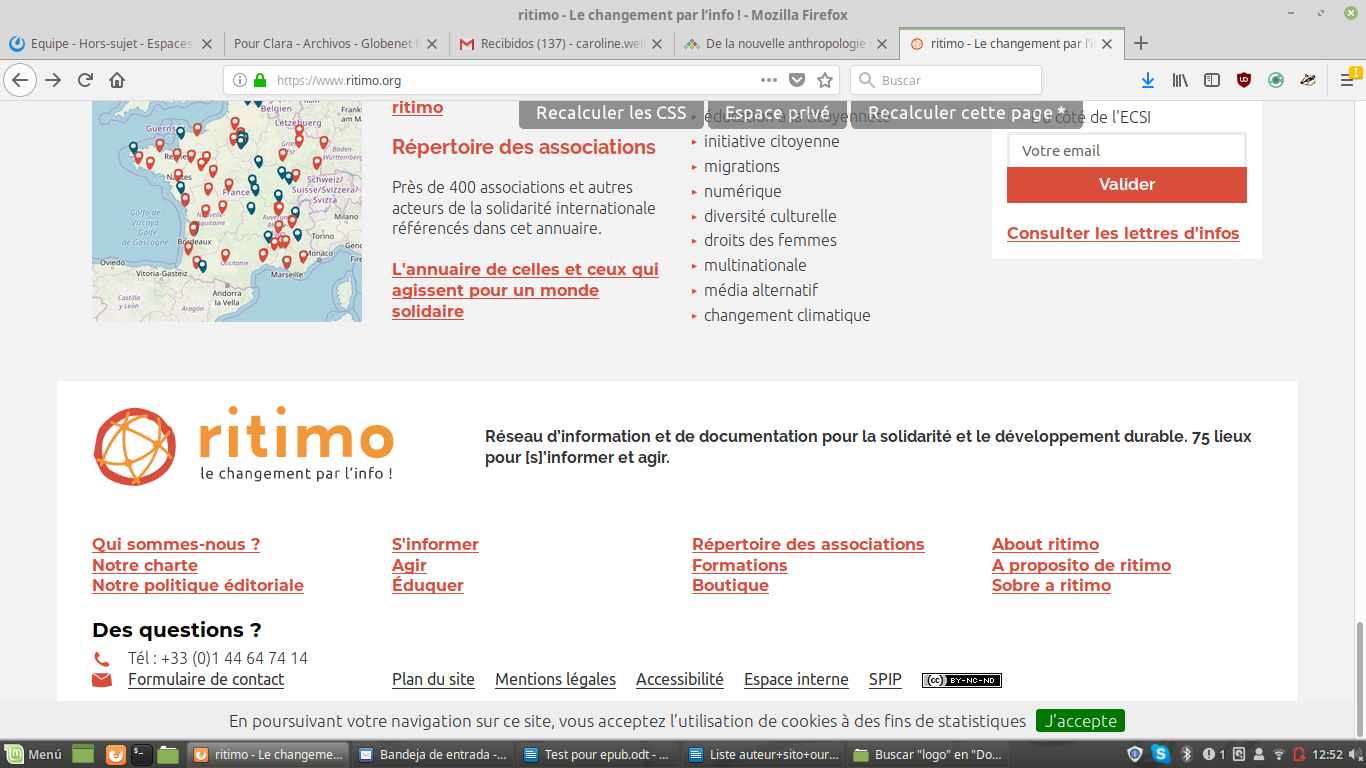 ritimo - Le changement par l'info ! - Mozilla Firefox
Equipe - Hors-sujet - Espaces
Pour Clara - Archivos - Globenet
Recibidos (137) - caroline.wei
De la nouvelle anthropologie
ritimo - Le changement par l'in
https://www.ritimo.org
Buscar
ritimo
Recalculer les CSS
Espace privé
Recalculer cette page *
Répertoire des associations
Près de 400 associations et autres
acteurs de la solidarité internationale
référencés dans cet annuaire.
L'annuaire de celles et ceux qui
agissent pour un monde
solidaire
éducation à la citoyenneté
initiative citoyenne
migrations
numérique
diversité culturelle
droits des femmes
multinationale
média alternatif
changement climatique
Du côté de l'ECSI
Votre email
Valider
Consulter les lettres d'infos
Belgien
Frankfurt
am Ma
Guernsey
Lëtzebuerg
Baden-
Württemberg
Rennes
Nantes
France
Schweiz/
Suisse/Svizzera/
Svizra
Golfo de
Vizcaya
Golfe
de Gascogne
Nouvelle
Aquitaine
Milano
Torino
Bordeaux
Genova
Monaco
Oviedo
Vitoria-Gasteiz
Occitanie
Marseille
Andorra
la Vella
Castilla
y León
Aragón
ritimo
le changement par l'info !
Réseau d'information et de documentation pour la solidarité et le développement durable. 75 lieux
pour [s]'informer et agir.
Qui sommes-nous ?
Notre charte
Notre politique éditoriale
S'informer
Agir
Éduquer
Répertoire des associations
Formations
Boutique
About ritimo
A proposito de ritimo
Sobre a ritimo
Des questions ?
Tél : +33 (0)1 44 64 74 14
Formulaire de contact
Plan du site
Mentions légales
Accessibilité
Espace interne
SPIP
cc BY-NC-ND
En poursuivant votre navigation sur ce site, vous acceptez l'utilisation de cookies à des fins de statistiques
J'accepte
Menú
ritimo - Le changeme...
Bandeja de entrada -...
Test pour epub.odt - ...
Liste auteur+sito+our...
Buscar "logo" en "Do...
1
12:52